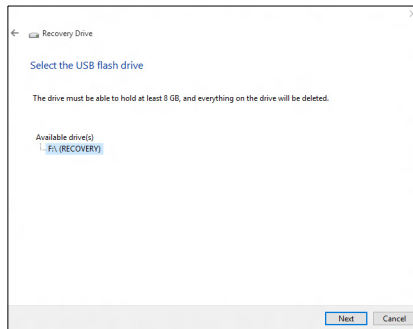 Recovery Drive
Select the USB flash drive
The drive must be able to hold at least 8 GB, and everything on the drive will be deleted.
Available drive(s)
F:\ (RECOVERY)
Next Cancel